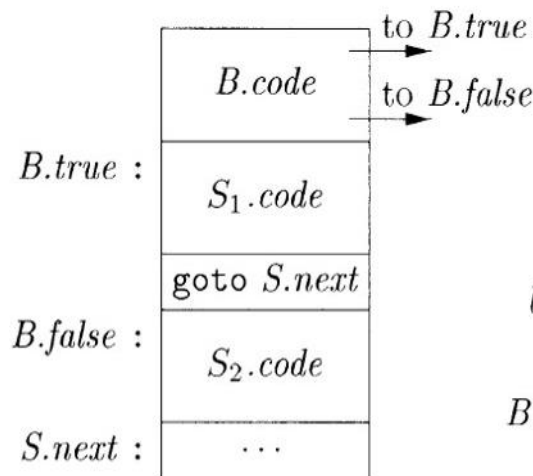 to B.true
B.code
to B.false
B.true :
S₁.code
goto S.next
B.false :
S₂.code
B
S.next :
...